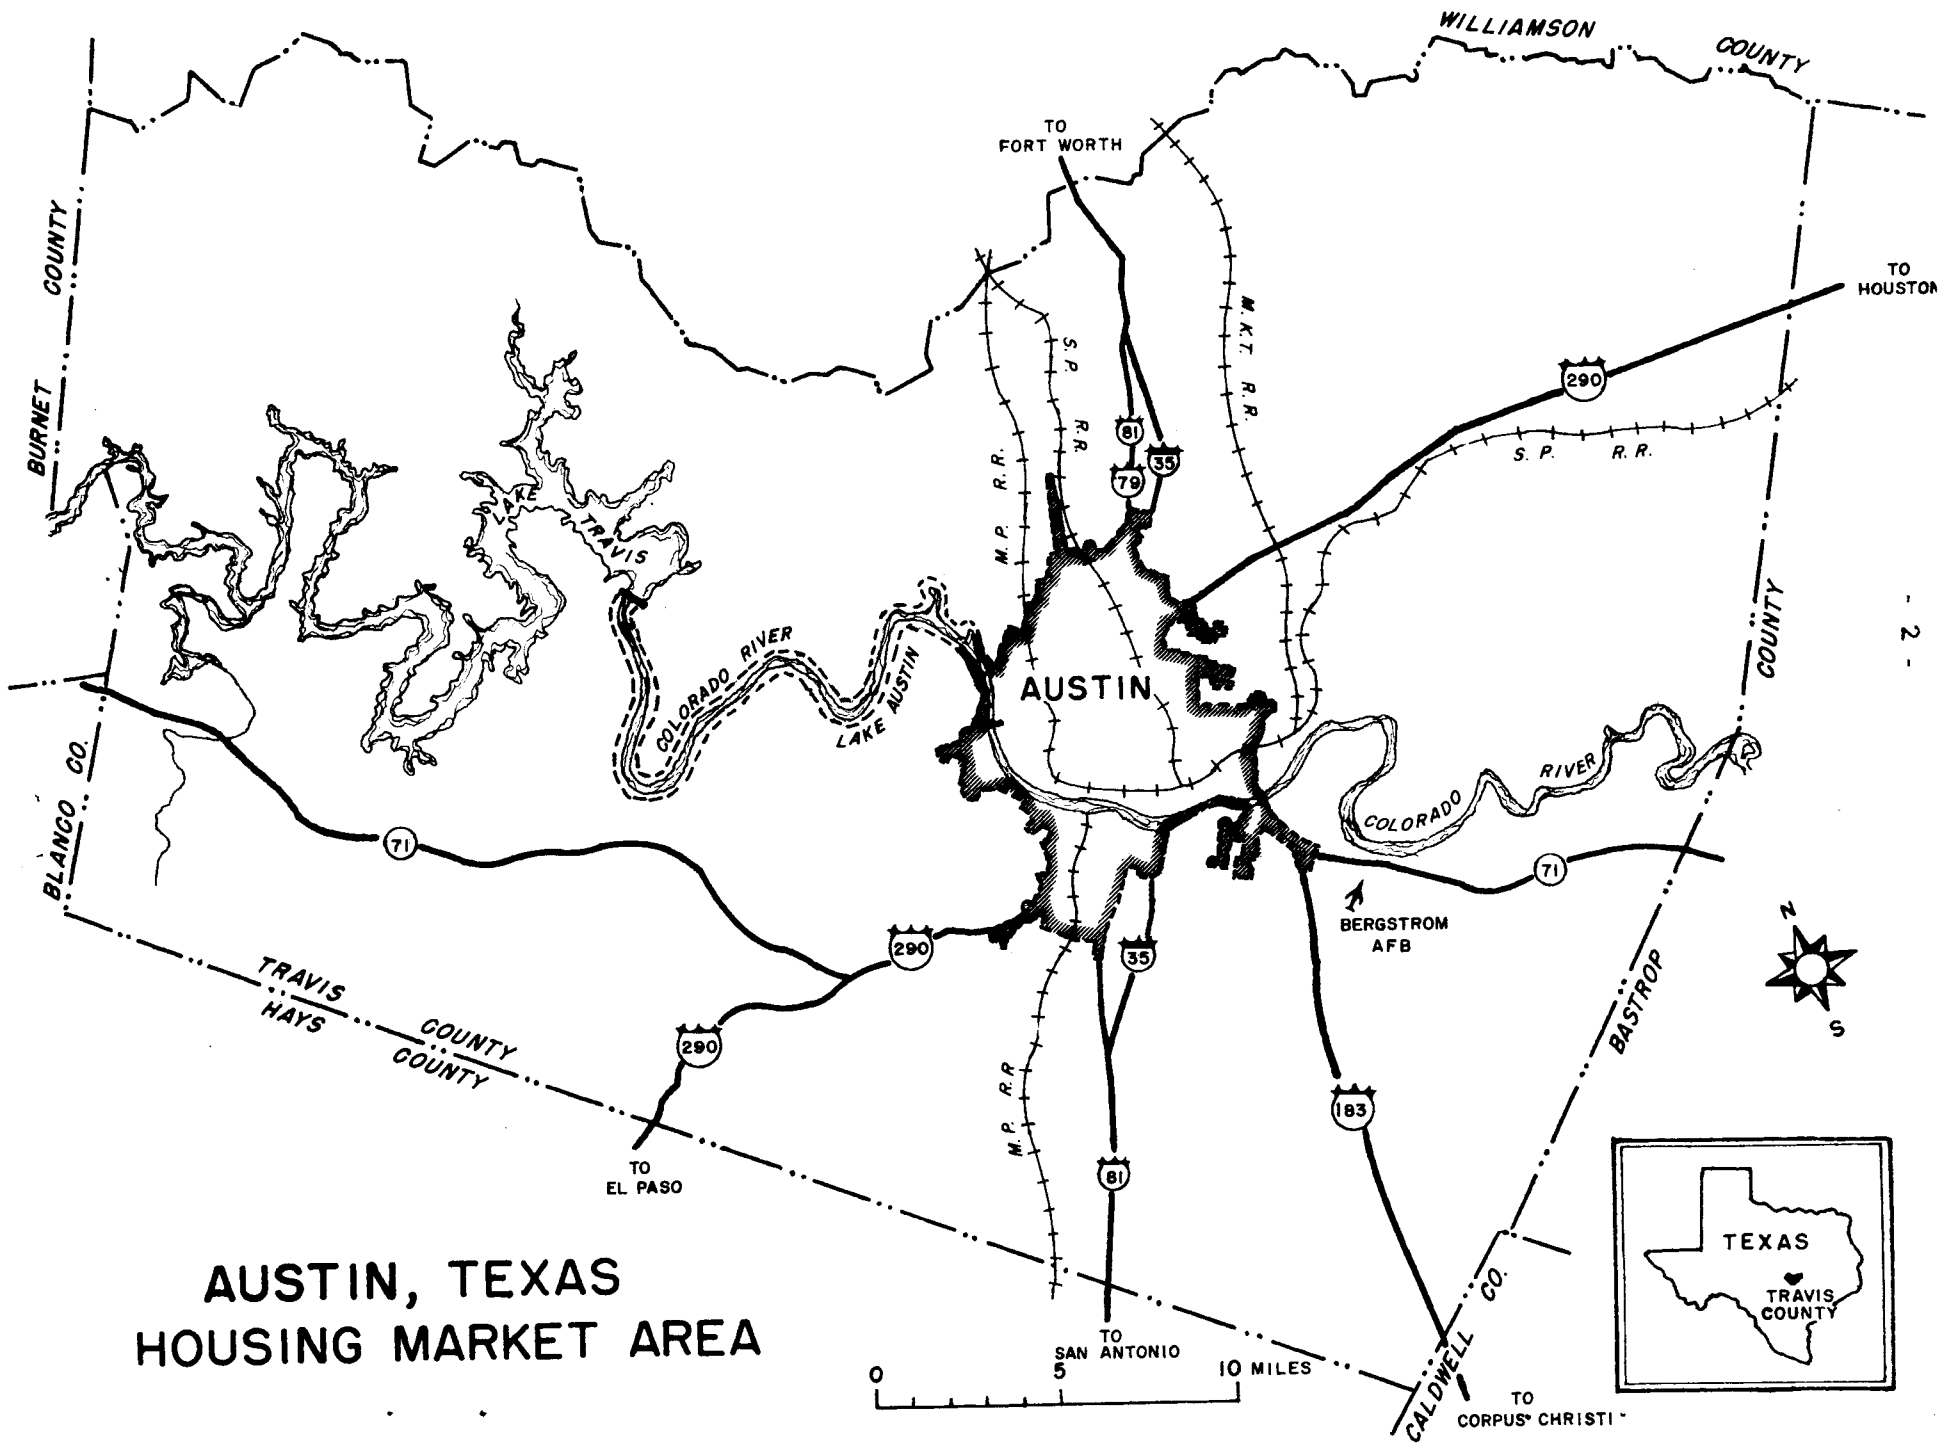 WILLIAMSON COUNTY
TO
FORT WORTH
BURNET COUNTY
TO
HOUSTON
M.K.T. R.R.
S.P. R.R.
290
81
35
79
S.P. R.R.
M.P. R.R.
LAKE TRAVIS
COUNTY
- 2 -
COLORADO RIVER
LAKE AUSTIN
AUSTIN
COLORADO RIVER
BLANCO CO.
71
71
BERGSTROM
AFB
N
S
290
35
TRAVIS COUNTY
HAYS COUNTY
290
BASTROP
M.P. R.R
183
TO
EL PASO
81
TEXAS
TRAVIS
COUNTY
AUSTIN, TEXAS
HOUSING MARKET AREA
TO
SAN ANTONIO
0 5 10 MILES
CALDWELL CO.
TO
CORPUS CHRISTI